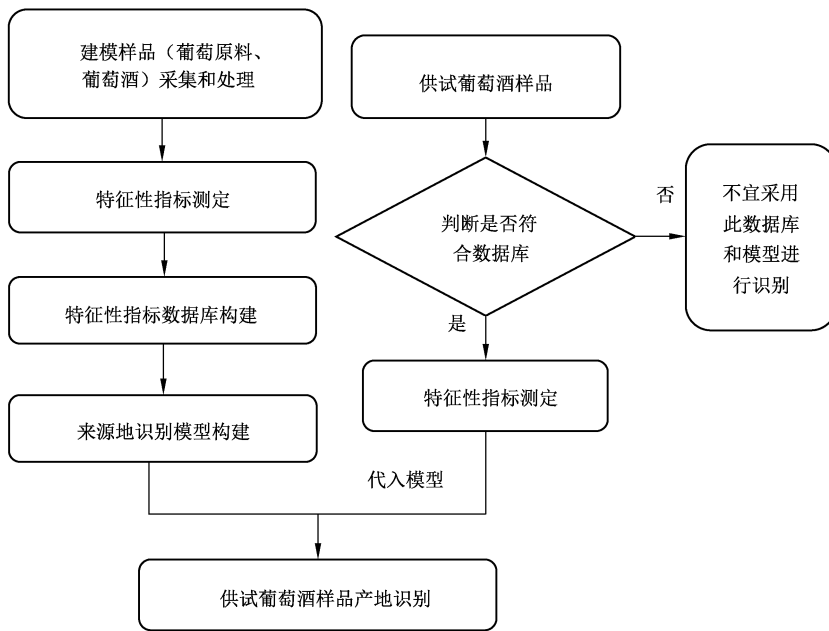 建模样品（葡萄原料、
葡萄酒）采集和处理
特征性指标测定
特征性指标数据库构建
来源地识别模型构建
供试葡萄酒样品
判断是否符
合数据库
否
不宜采用
此数据库
和模型进
行识别
是
特征性指标测定
代入模型
供试葡萄酒样品产地识别